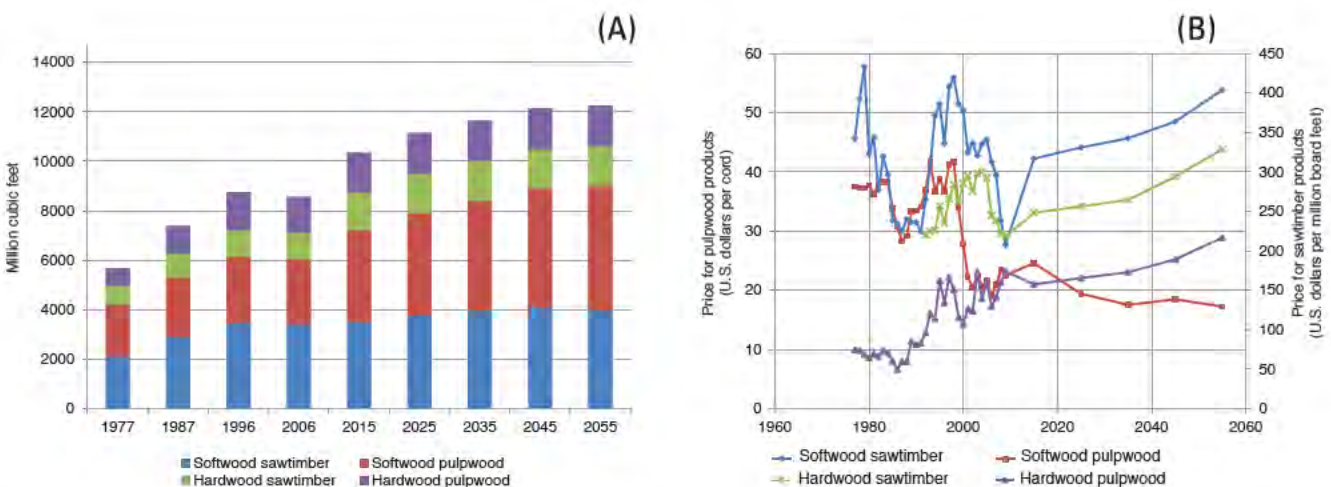 (A)
14000
12000
10000
8000
6000
4000
2000
0
Million cubic feet
1977 1987 1996 2006 2015 2025 2035 2045 2055
Softwood sawtimber Softwood pulpwood
Hardwood sawtimber Hardwood pulpwood
(B)
60
50
40
30
20
10
0
Price for pulpwood products
(U.S. dollars per cord)
450
400
350
300
250
200
150
100
50
0
Price for sawtimber products
(U.S. dollars per million board feet)
1960 1980 2000 2020 2040 2060
Softwood sawtimber Softwood pulpwood
Hardwood sawtimber Hardwood pulpwood